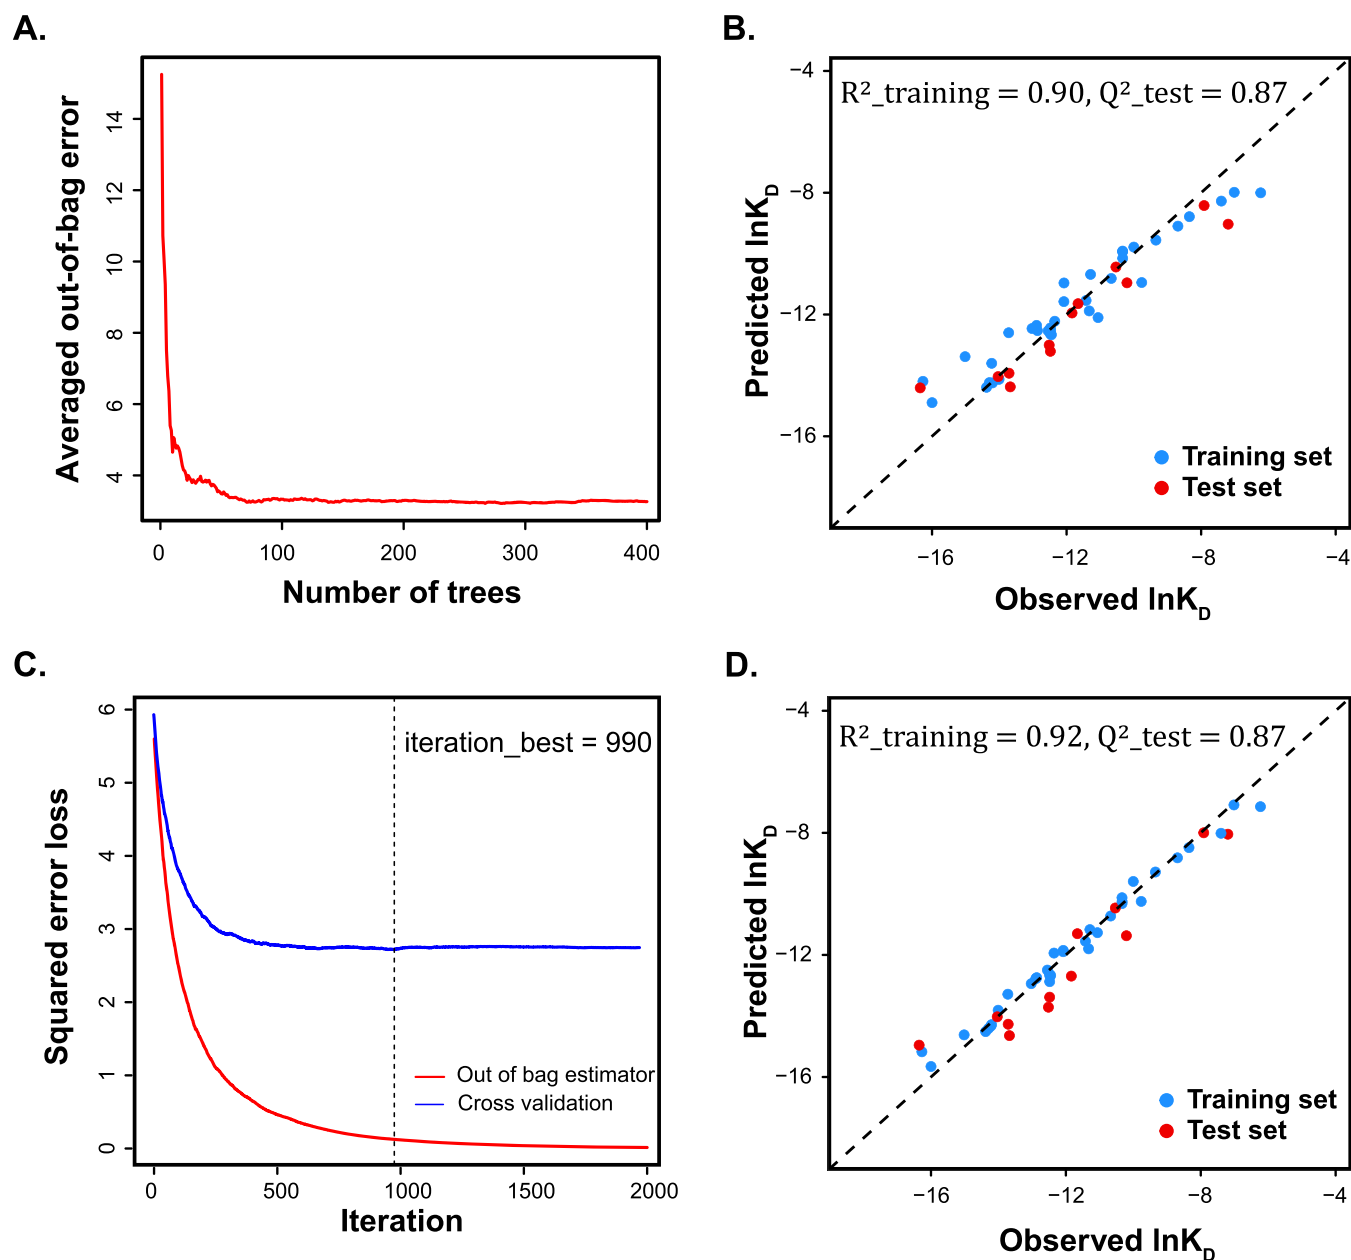 A.
Averaged out-of-bag error
14
12
10
8
6
4
0 100 200 300 400
Number of trees
B.
Predicted lnK_D
−4
−8
−12
−16
R²_training = 0.90, Q²_test = 0.87
Training set
Test set
−16 −12 −8 −4
Observed lnK_D
C.
Squared error loss
6
5
4
3
2
1
0
iteration_best = 990
Out of bag estimator
Cross validation
0 500 1000 1500 2000
Iteration
D.
Predicted lnK_D
−4
−8
−12
−16
R²_training = 0.92, Q²_test = 0.87
Training set
Test set
−16 −12 −8 −4
Observed lnK_D